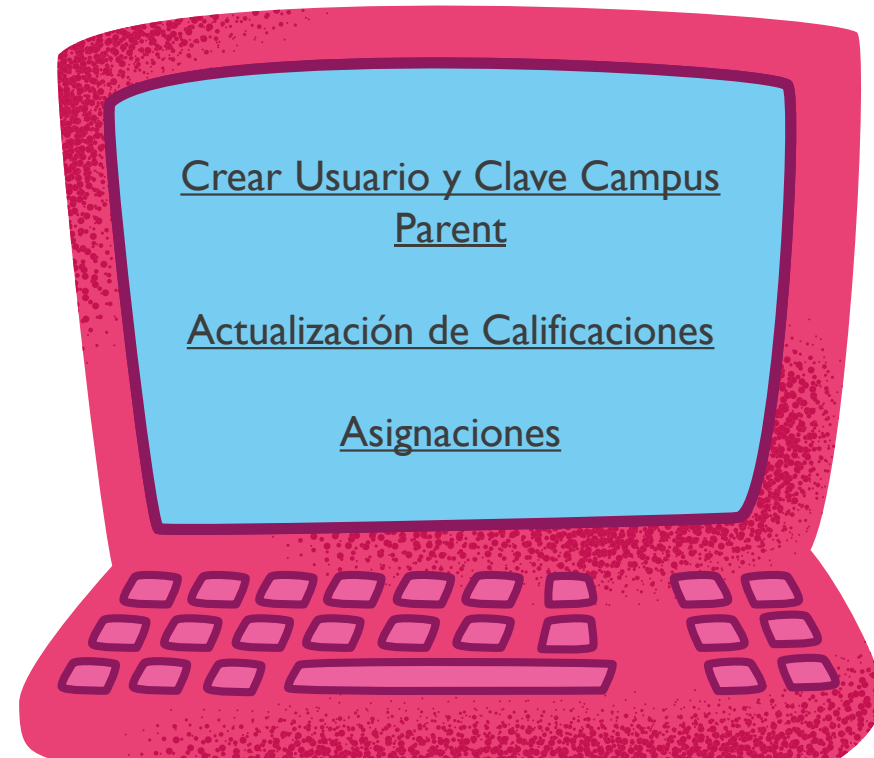 Crear Usuario y Clave Campus
Parent
Actualización de Calificaciones
Asignaciones